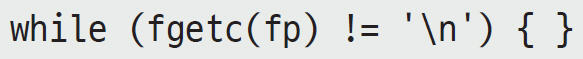 while (fgetc(fp) != '\n') { }